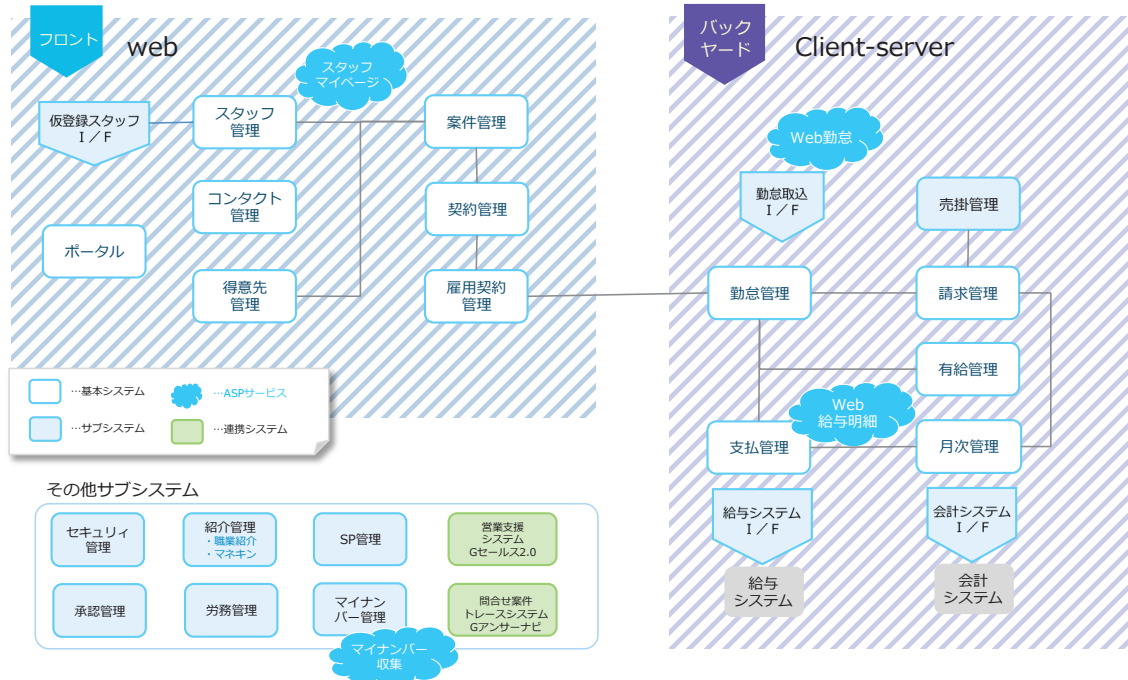 フロント
web
スタッフ
マイページ
仮登録スタッフ
I／F
スタッフ
管理
案件管理
コンタクト
管理
契約管理
ポータル
得意先
管理
雇用契約
管理
バック
ヤード
Client-server
Web勤怠
勤怠取込
I／F
売掛管理
勤怠管理
請求管理
有給管理
Web
給与明細
支払管理
月次管理
給与システム
I／F
会計システム
I／F
給与
システム
会計
システム
…基本システム
…ASPサービス
…サブシステム
…連携システム
その他サブシステム
セキュリィ
管理
紹介管理
・職業紹介
・マネキン
SP管理
営業支援
システム
Gセールス2.0
承認管理
労務管理
マイナン
バー管理
問合せ案件
トレースシステム
Gアンサーナビ
マイナンバー
収集